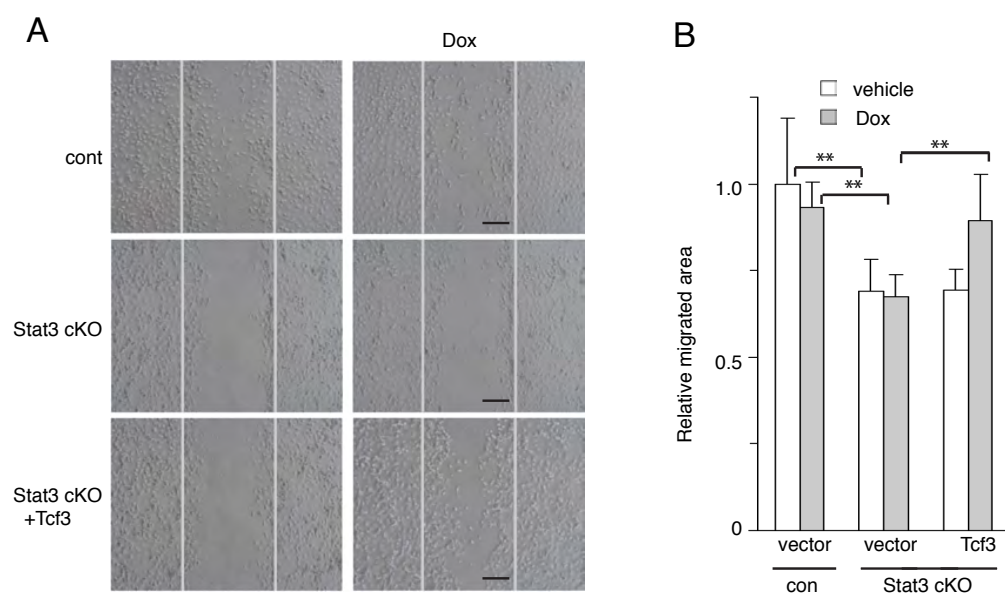 A
Dox
cont
Stat3 cKO
Stat3 cKO
+Tcf3
B
vehicle
Dox
**
**
**
1.0
0.5
0
Relative migrated area
vector
vector
Tcf3
con
Stat3 cKO